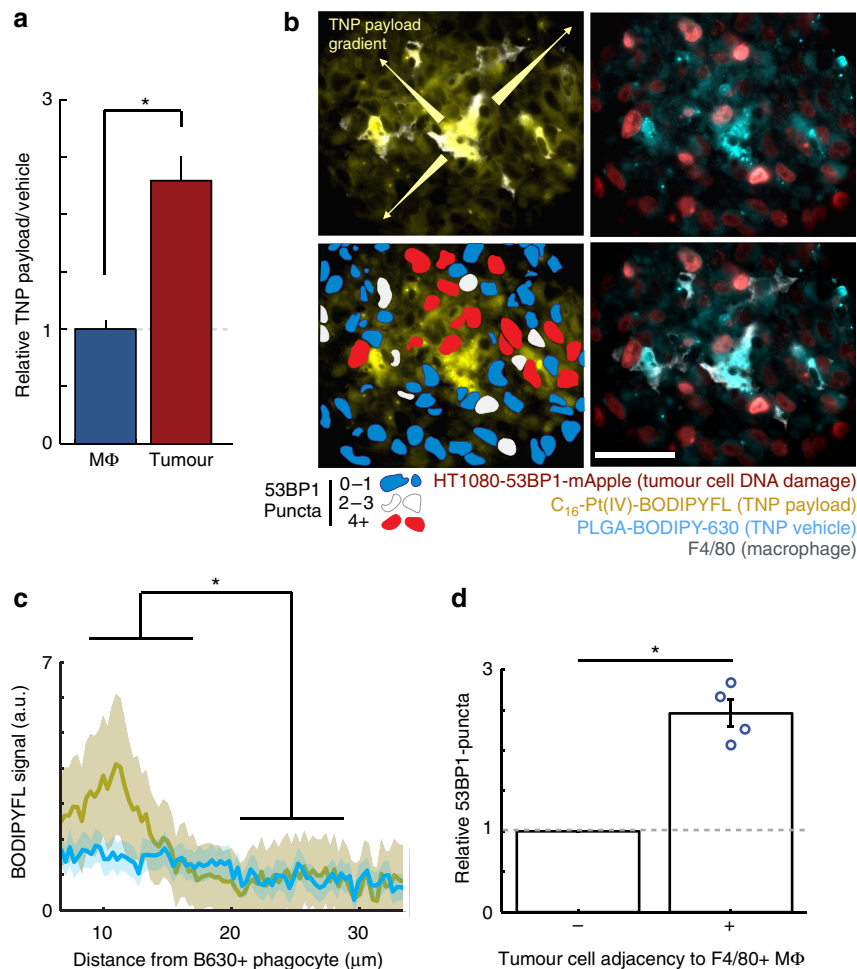 a
3
*
Relative TNP payload/vehicle
1
0
MΦ Tumour
b
TNP payload
gradient
53BP1
Puncta
0–1
2–3
4+
HT1080-53BP1-mApple (tumour cell DNA damage)
C16-Pt(IV)-BODIPYFL (TNP payload)
PLGA-BODIPY-630 (TNP vehicle)
F4/80 (macrophage)
c
*
7
BODIPYFL signal (a.u.)
0
10 20 30
Distance from B630+ phagocyte (μm)
d
*
3
Relative 53BP1-puncta
1
0
– +
Tumour cell adjacency to F4/80+ MΦ